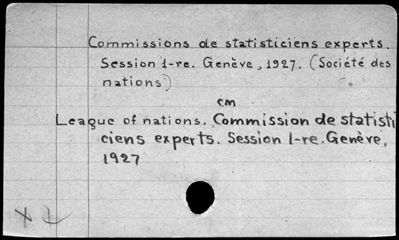 Commissions de statisticiens experts.
Session 1-re. Genève, 1927. (Société des
nations)
cm
League of nations. Commission de statisti
ciens experts. Session 1-re. Genève,
1927